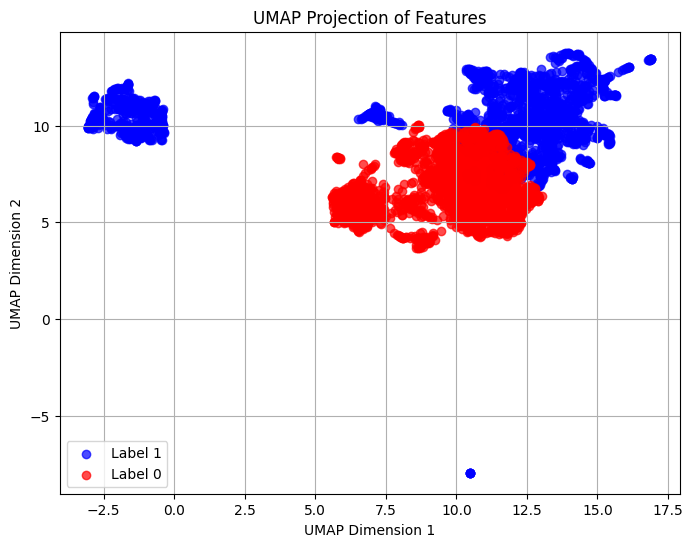 UMAP Projection of Features
UMAP Dimension 2
10
5
0
−5
Label 1
Label 0
−2.5 0.0 2.5 5.0 7.5 10.0 12.5 15.0 17.5
UMAP Dimension 1